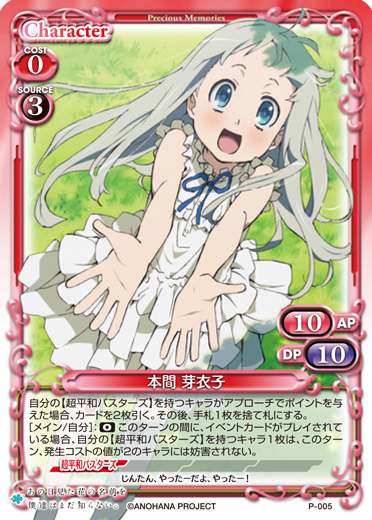 Precious Memories
Character
COST
0
SOURCE
3
10 AP
DP 10
本間 芽衣子
自分の【超平和バスターズ】を持つキャラがアプローチでポイントを与
えた場合、カードを2枚引く。その後、手札1枚を捨て札にする。
[メイン/自分]:0 このターンの間に、イベントカードがプレイされて
いる場合、自分の【超平和バスターズ】を持つキャラ1枚は、このター
ン、発生コストの値が2のキャラには妨害されない。
超平和バスターズ
じんたん、やったーだよ、やったー!
あの日見た花の名前を
僕達はまだ知らない。
©ANOHANA PROJECT
P-005